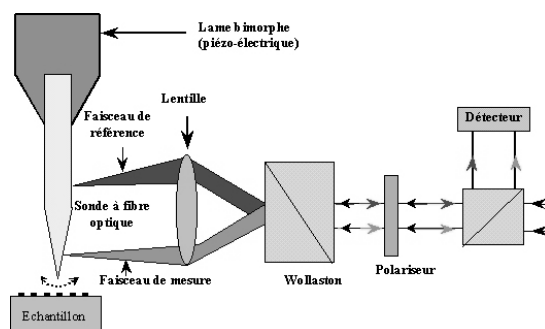 Lame bimorphe
(piézo-électrique)
Lentille
Faisceau de
référence
Détecteur
Sonde à fibre
optique
Polariseur
Wollaston
Faisceau de mesure
Echantillon